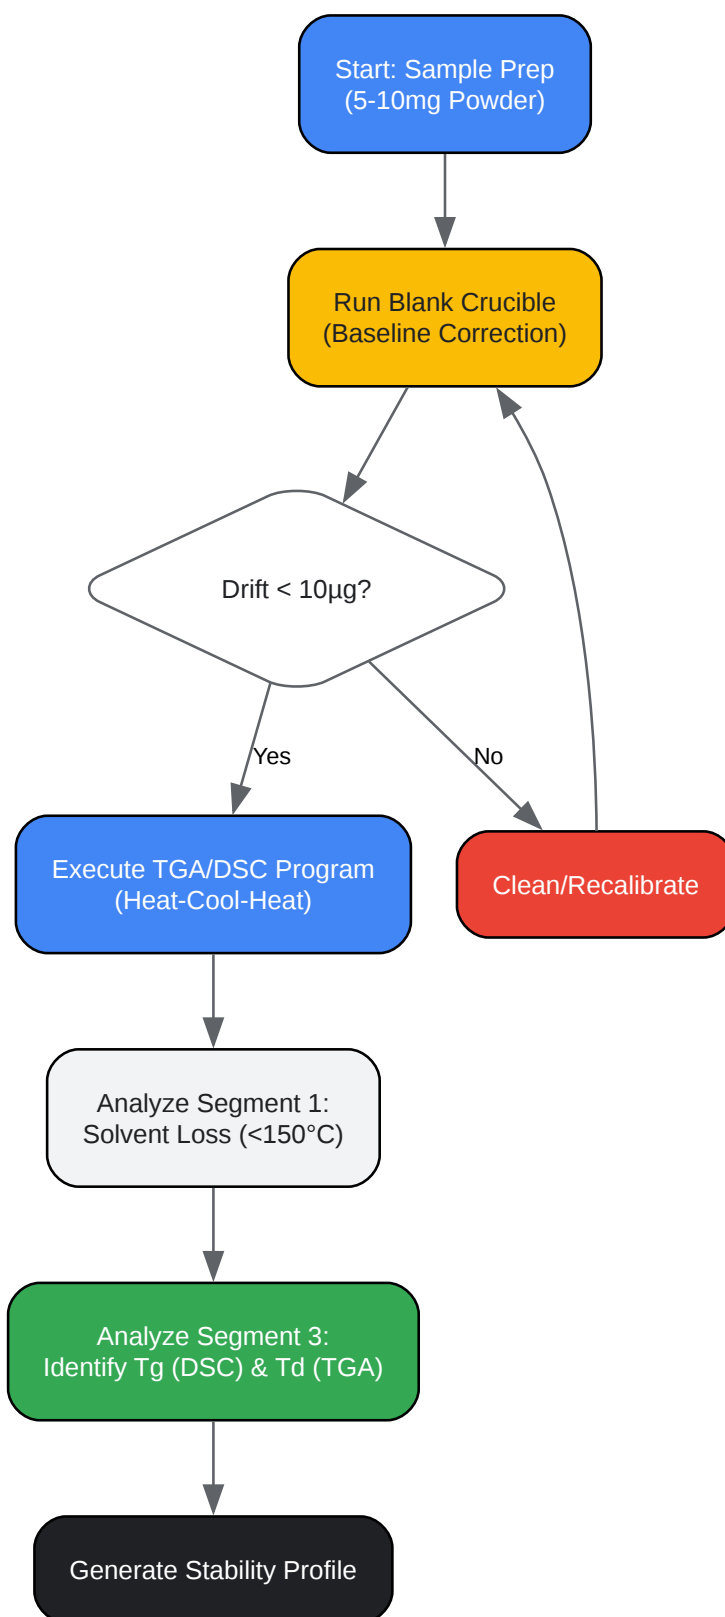 Start: Sample Prep
(5-10mg Powder)
Run Blank Crucible
(Baseline Correction)
Drift < 10µg?
Yes
No
Execute TGA/DSC Program
(Heat-Cool-Heat)
Clean/Recalibrate
Analyze Segment 1:
Solvent Loss (<150°C)
Analyze Segment 3:
Identify Tg (DSC) & Td (TGA)
Generate Stability Profile